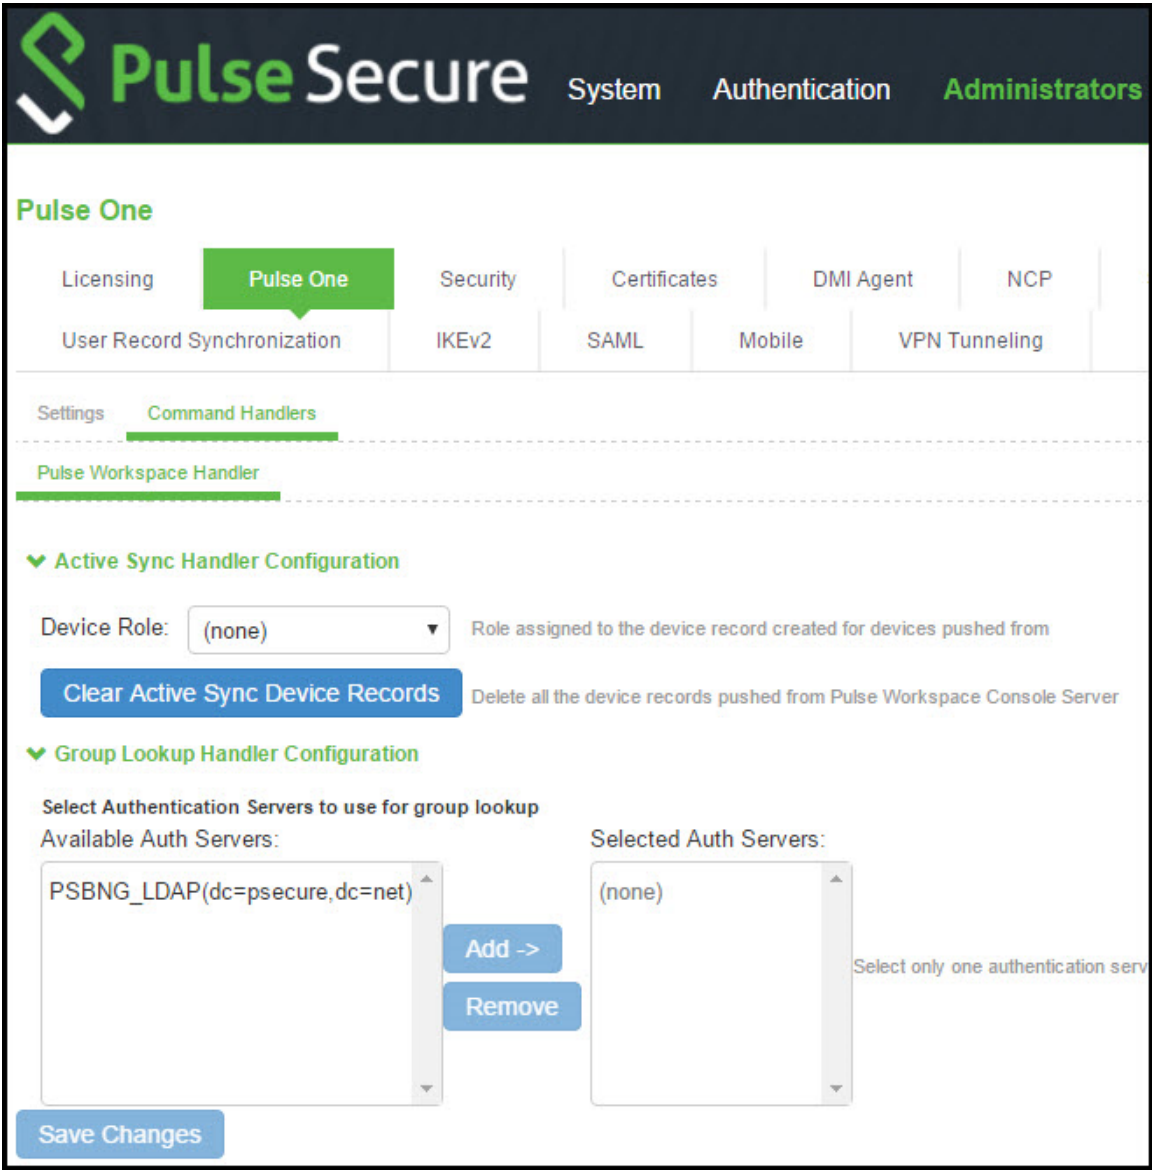 Pulse Secure System Authentication Administrators
Pulse One
Licensing Pulse One Security Certificates DMI Agent NCP
User Record Synchronization IKEv2 SAML Mobile VPN Tunneling
Settings Command Handlers
Pulse Workspace Handler
Active Sync Handler Configuration
Device Role: (none) Role assigned to the device record created for devices pushed from
Clear Active Sync Device Records Delete all the device records pushed from Pulse Workspace Console Server
Group Lookup Handler Configuration
Select Authentication Servers to use for group lookup
Available Auth Servers: Selected Auth Servers:
PSBNG_LDAP(dc=psecure,dc=net) (none)
Add ->
Select only one authentication serv
Remove
Save Changes